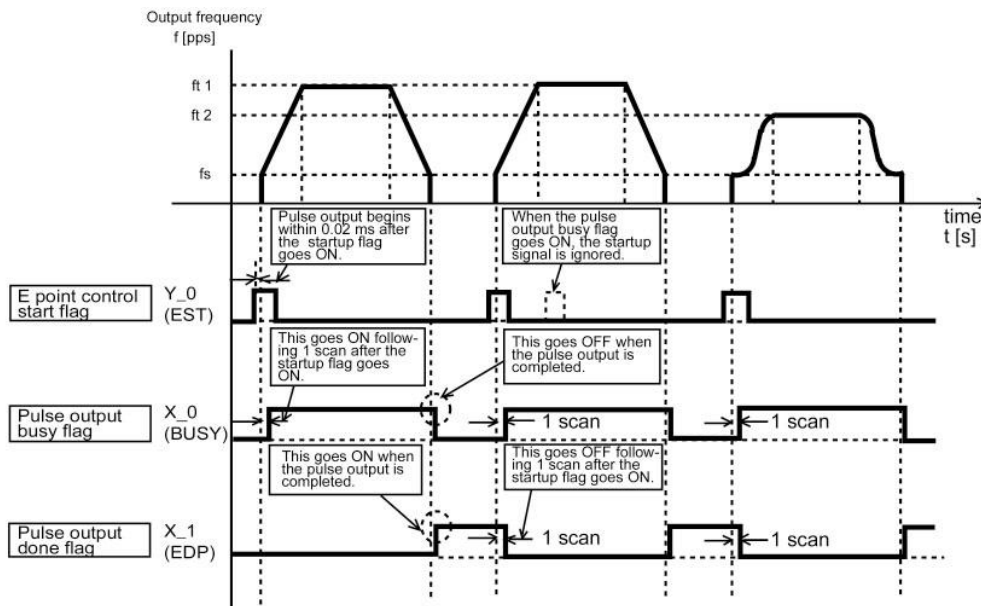 Output frequency
f [pps]
ft 1
ft 2
fs
time
t [s]
Pulse output begins
within 0.02 ms after
the startup flag
goes ON.
When the pulse
output busy flag
goes ON, the startup
signal is ignored.
E point control
start flag
Y_0
(EST)
This goes ON follow-
ing 1 scan after the
startup flag goes
ON.
This goes OFF when
the pulse output is
completed.
Pulse output
busy flag
X_0
(BUSY)
1 scan
1 scan
This goes ON when
the pulse output is
completed.
This goes OFF follow-
ing 1 scan after the
startup flag goes ON.
Pulse output
done flag
X_1
(EDP)
1 scan
1 scan